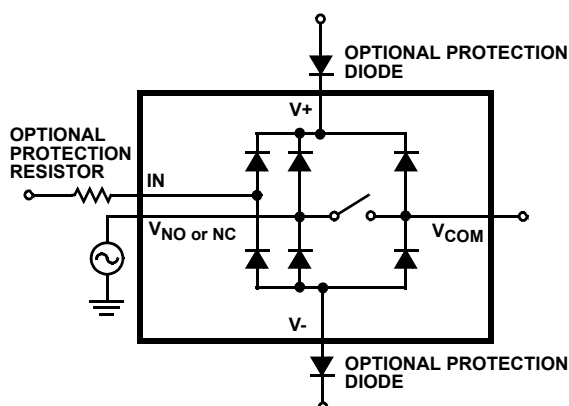 OPTIONAL PROTECTION
DIODE
V+
OPTIONAL
PROTECTION
RESISTOR
IN
VNO or NC
VCOM
V-
OPTIONAL PROTECTION
DIODE